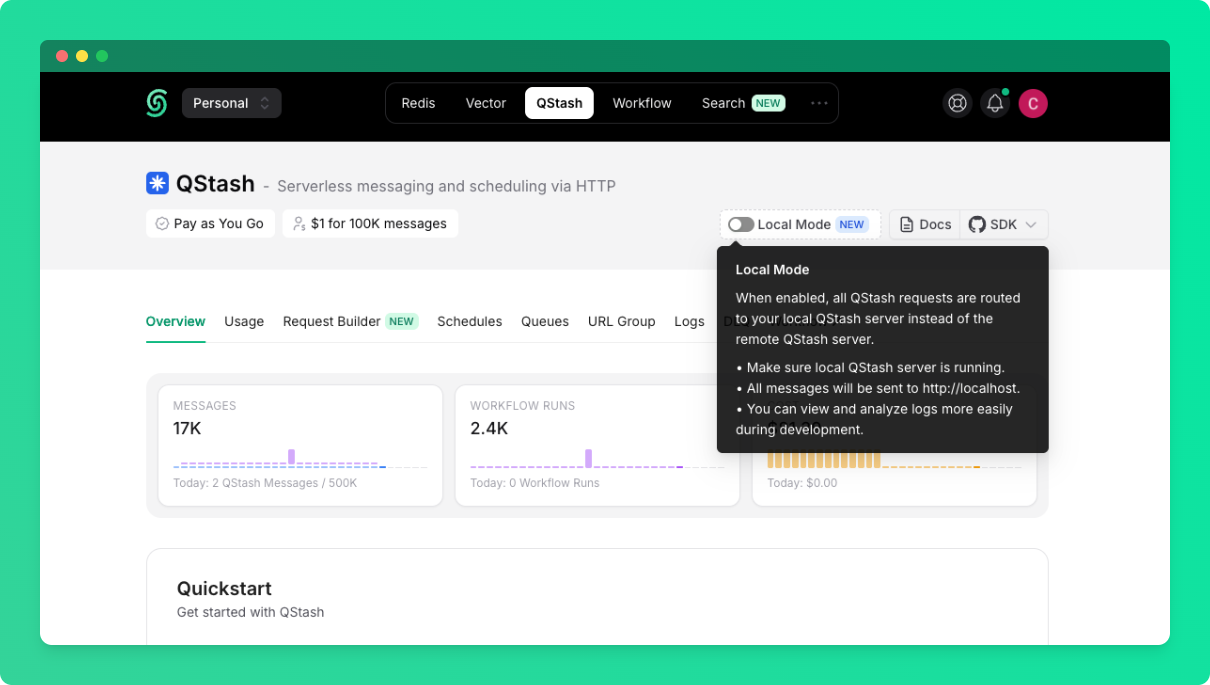 Personal
Redis Vector QStash Workflow Search NEW
C
QStash - Serverless messaging and scheduling via HTTP
Pay as You Go $1 for 100K messages
Local Mode NEW Docs SDK
Local Mode
When enabled, all QStash requests are routed
to your local QStash server instead of the
remote QStash server.
• Make sure local QStash server is running.
• All messages will be sent to http://localhost.
• You can view and analyze logs more easily
during development.
Overview Usage Request Builder NEW Schedules Queues URL Group Logs
MESSAGES
17K
Today: 2 QStash Messages / 500K
WORKFLOW RUNS
2.4K
Today: 0 Workflow Runs
Today: $0.00
Quickstart
Get started with QStash